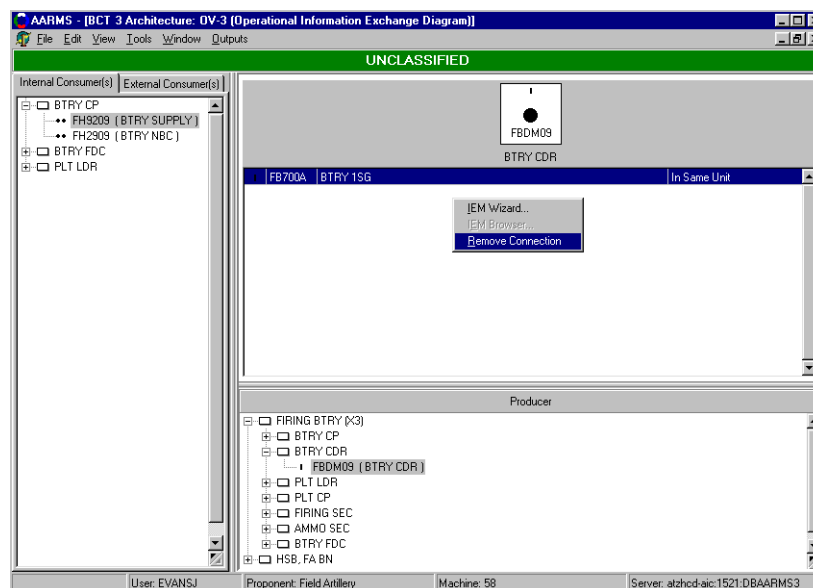 AARMS - [BCT 3 Architecture: OV-3 (Operational Information Exchange Diagram)]
File Edit View Tools Window Outputs
UNCLASSIFIED
Internal Consumer(s) External Consumer(s)
BTRY CP
FH9209 (BTRY SUPPLY)
FH2909 (BTRY NBC)
BTRY FDC
PLT LDR
FBDM09
BTRY CDR
FB700A BTRY 1SG In Same Unit
IEM Wizard...
IEM Browser...
Remove Connection
Producer
FIRING BTRY (X3)
BTRY CP
BTRY CDR
FBDM09 (BTRY CDR)
PLT LDR
PLT CP
FIRING SEC
AMMO SEC
BTRY FDC
HSB, FA BN
User: EVANSJ Proponent: Field Artillery Machine: 58 Server: atzhcd-aic:1521:DBAARMS3